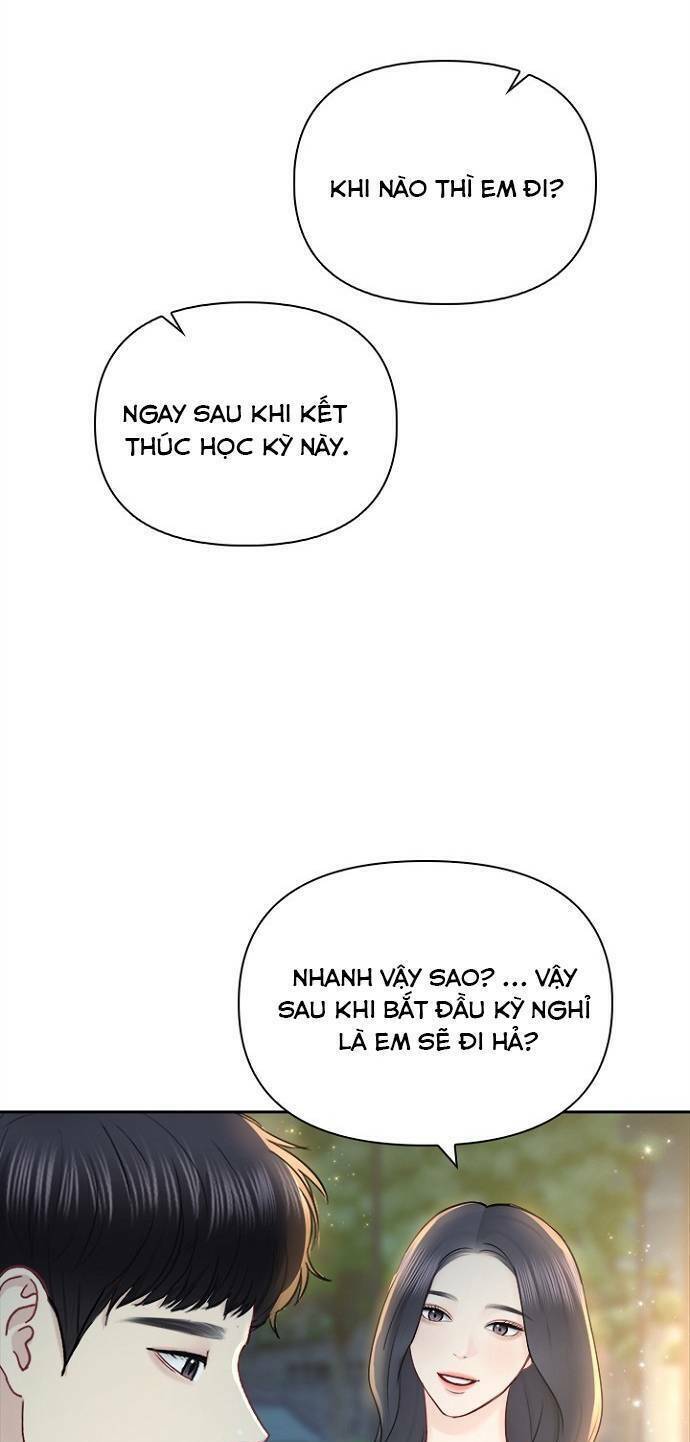 KHI NÀO THÌ EM ĐI?
NGAY SAU KHI KẾT
THÚC HỌC KỲ NÀY.
NHANH VẬY SAO? ... VẬY
SAU KHI BẮT ĐẦU KỲ NGHỈ
LÀ EM SẼ ĐI HẢ?